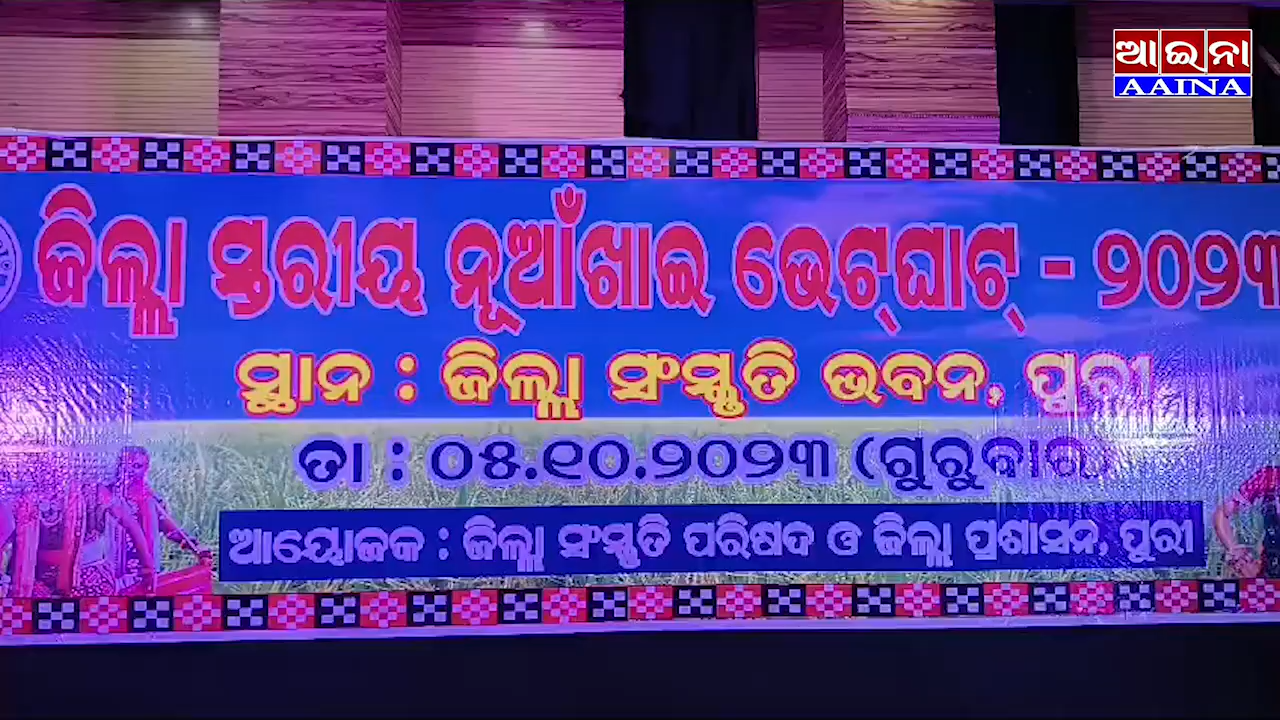 ଆଇନା
AAINA
ଜିଲ୍ଲା ସ୍ତରୀୟ ନୂଆଁଖାଇ ଭେଟ୍‌ଘାଟ୍ - ୨୦୨୩
ସ୍ଥାନ : ଜିଲ୍ଲା ସଂସ୍କୃତି ଭବନ, ପୁରୀ
ତା : ୦୫.୧୦.୨୦୨୩ (ଗୁରୁବାର)
ଆୟୋଜକ : ଜିଲ୍ଲା ସଂସ୍କୃତି ପରିଷଦ ଓ ଜିଲ୍ଲା ପ୍ରଶାସନ, ପୁରୀ